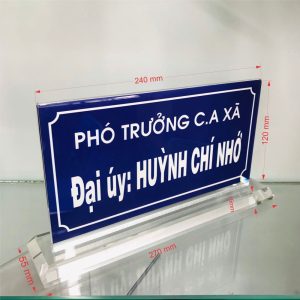 240 mm
PHÓ TRƯỞNG C.A XÃ
Đại úy: HUỲNH CHÍ NHỚ
120 mm
55 mm
270 mm